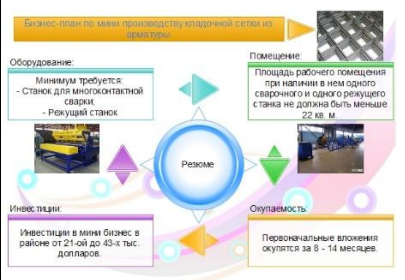 Бизнес-план по мини производству кладочной сетки из
арматуры
Оборудование:
Минимум требуется:
- Станок для многоконтактной
сварки;
- Режущий станок
Помещение:
Площадь рабочего помещения
при наличии в нем одного
сварочного и одного режущего
станка не должна быть меньше
22 кв. м.
Резюме
Инвестиции:
Инвестиции в мини бизнес в
районе от 21-ой до 43-х тыс.
долларов.
Окупаемость:
Первоначальные вложения
окупятся за 8 - 14 месяцев.